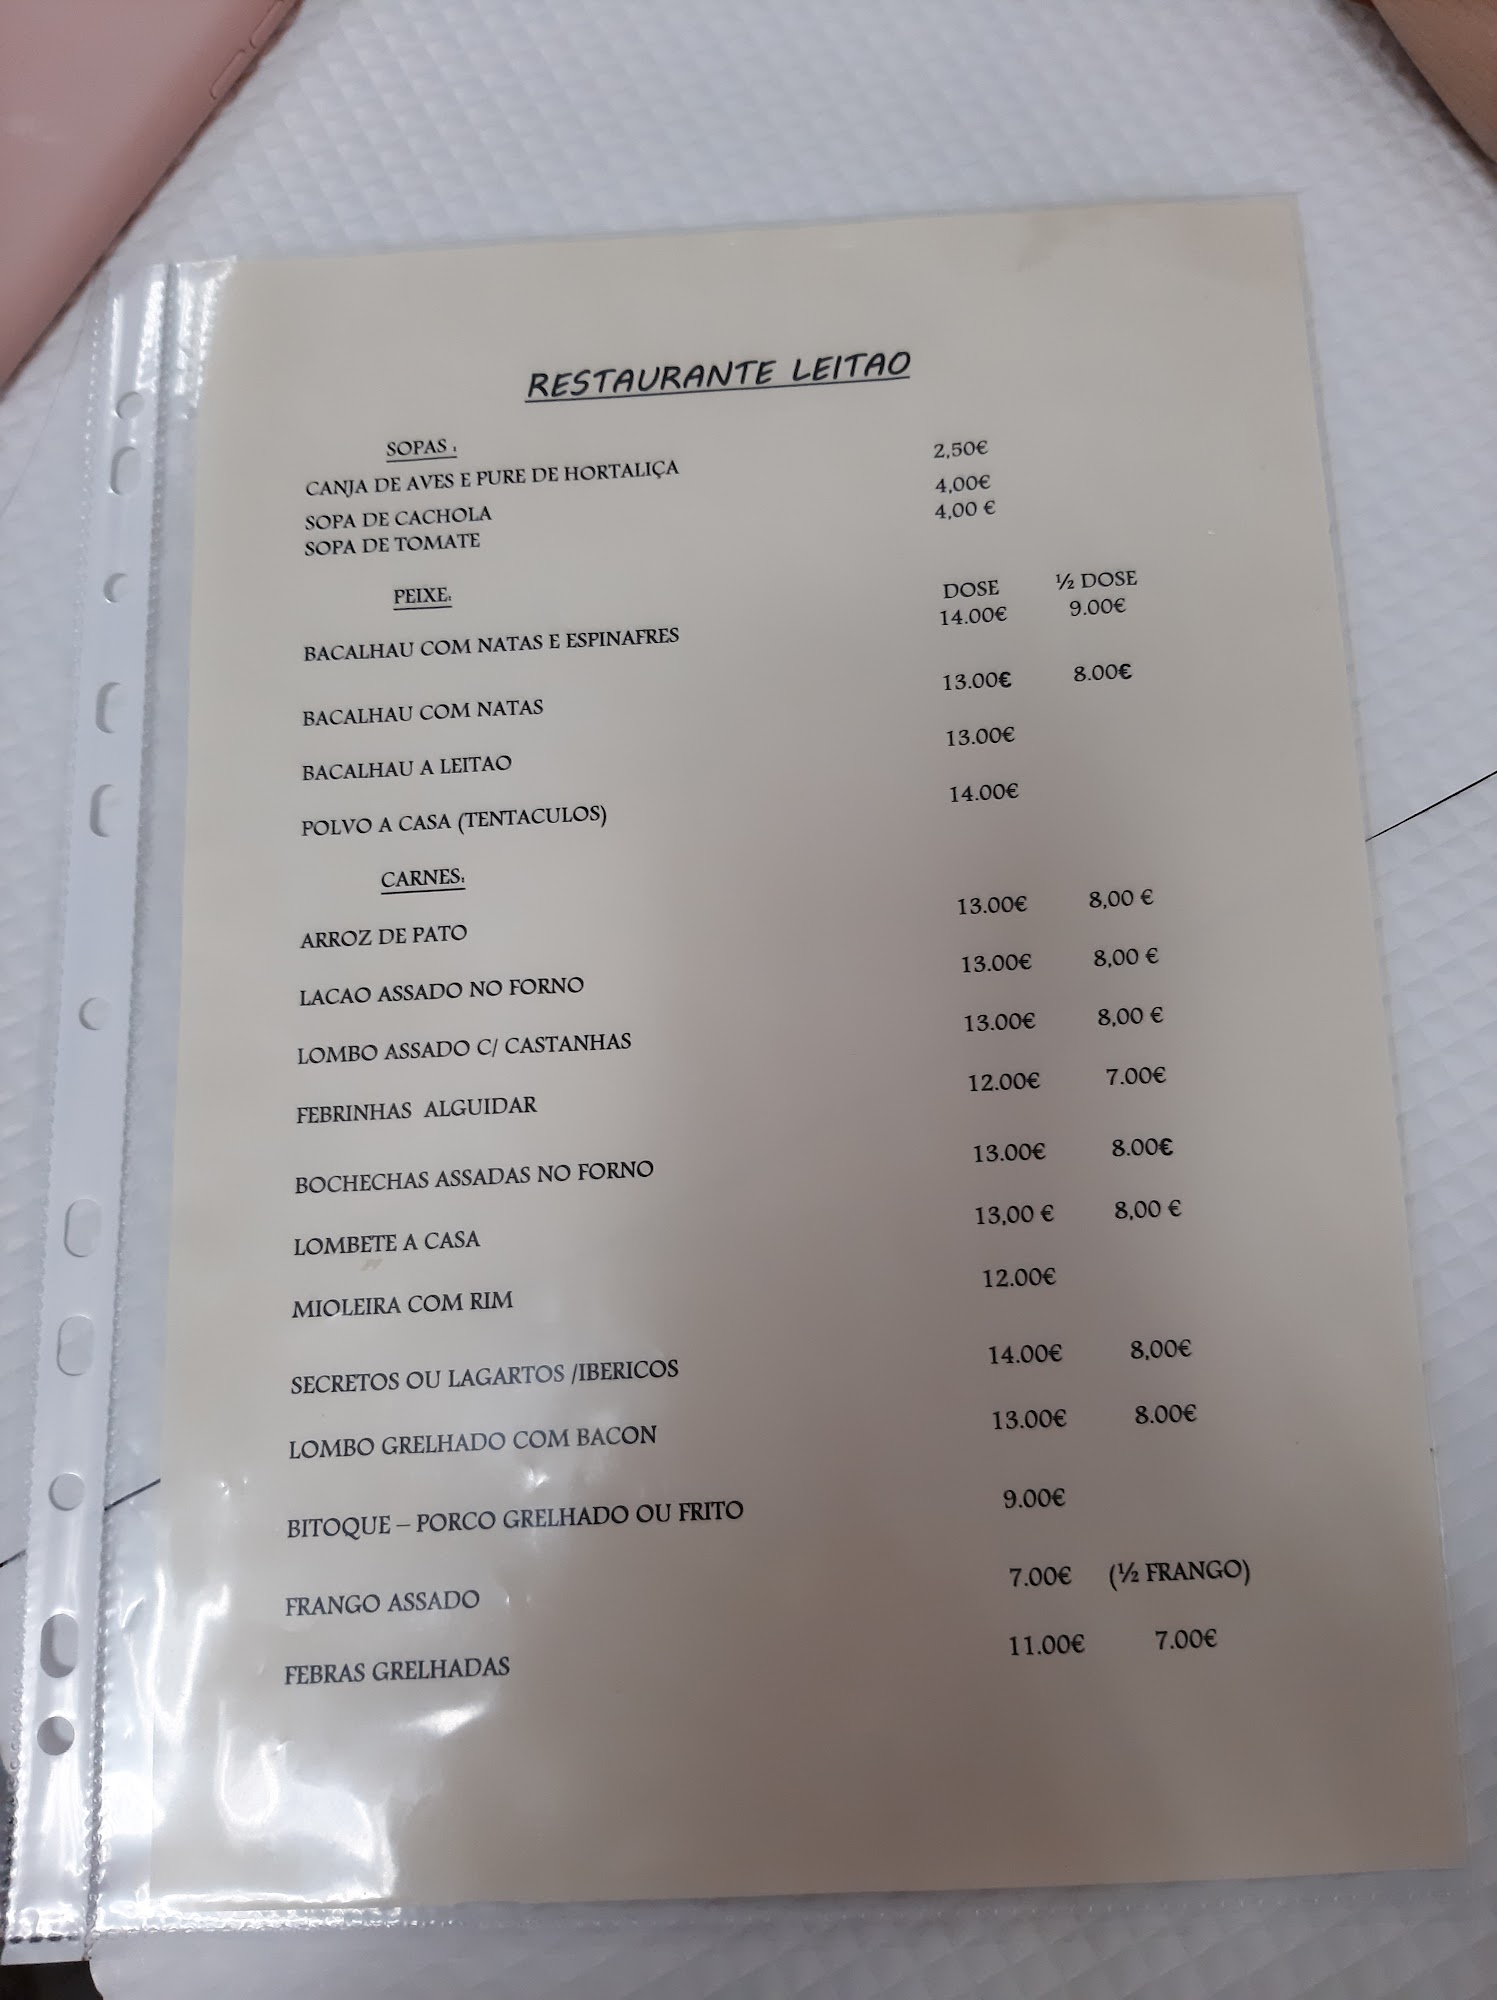 RESTAURANTE LEITAO
SOPAS :
CANJA DE AVES E PURE DE HORTALIÇA 2,50€
SOPA DE CACHOLA 4,00€
SOPA DE TOMATE 4,00 €
PEIXE: DOSE ½ DOSE
BACALHAU COM NATAS E ESPINAFRES 14.00€ 9.00€
BACALHAU COM NATAS 13.00€ 8.00€
BACALHAU A LEITAO 13.00€
POLVO A CASA (TENTACULOS) 14.00€
CARNES:
ARROZ DE PATO 13.00€ 8,00 €
LACAO ASSADO NO FORNO 13.00€ 8,00 €
LOMBO ASSADO C/ CASTANHAS 13.00€ 8,00 €
FEBRINHAS ALGUIDAR 12.00€ 7.00€
BOCHECHAS ASSADAS NO FORNO 13.00€ 8.00€
LOMBETE A CASA 13,00 € 8,00 €
MIOLEIRA COM RIM 12.00€
SECRETOS OU LAGARTOS /IBERICOS 14.00€ 8,00€
LOMBO GRELHADO COM BACON 13.00€ 8.00€
BITOQUE – PORCO GRELHADO OU FRITO 9.00€
FRANGO ASSADO 7.00€ (½ FRANGO)
FEBRAS GRELHADAS 11.00€ 7.00€